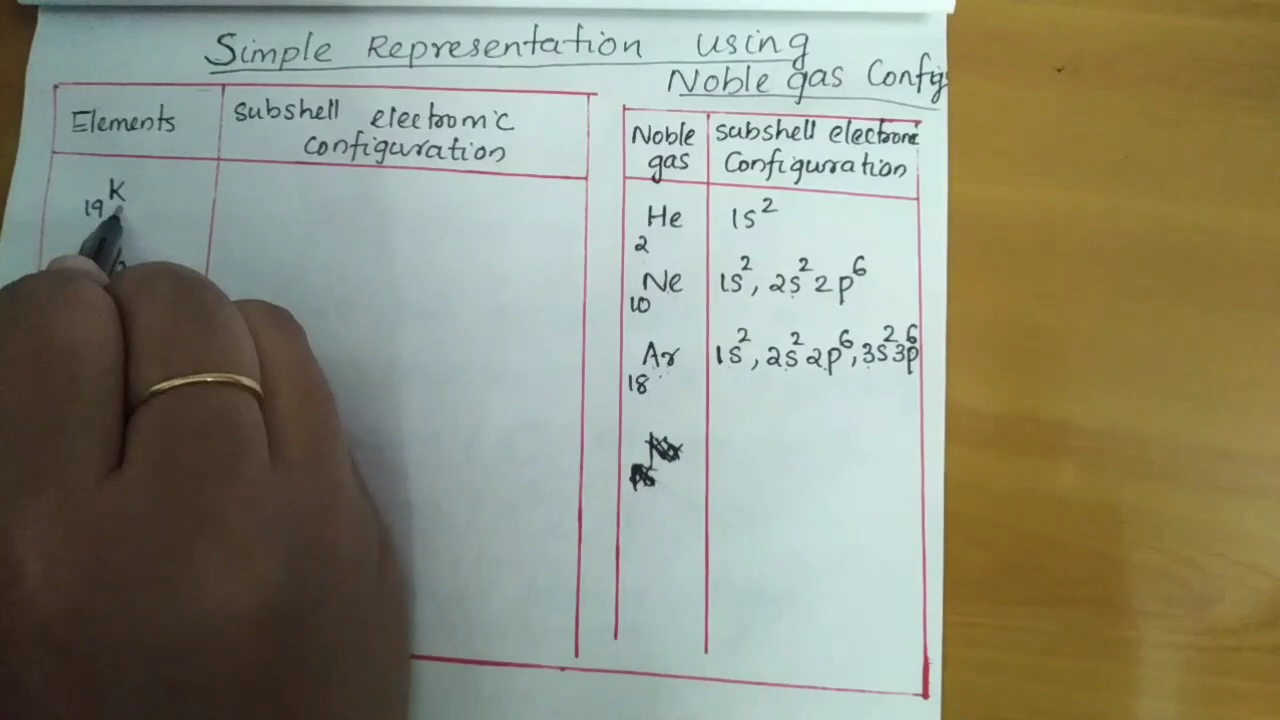 Simple Representation using
Noble gas Config
Elements
subshell electronic
configuration
19 K
Noble
gas
subshell electronic
Configuration
He
2
1s²
Ne
10
1s², 2s² 2p⁶
Ar
18
1s², 2s² 2p⁶, 3s² 3p⁶